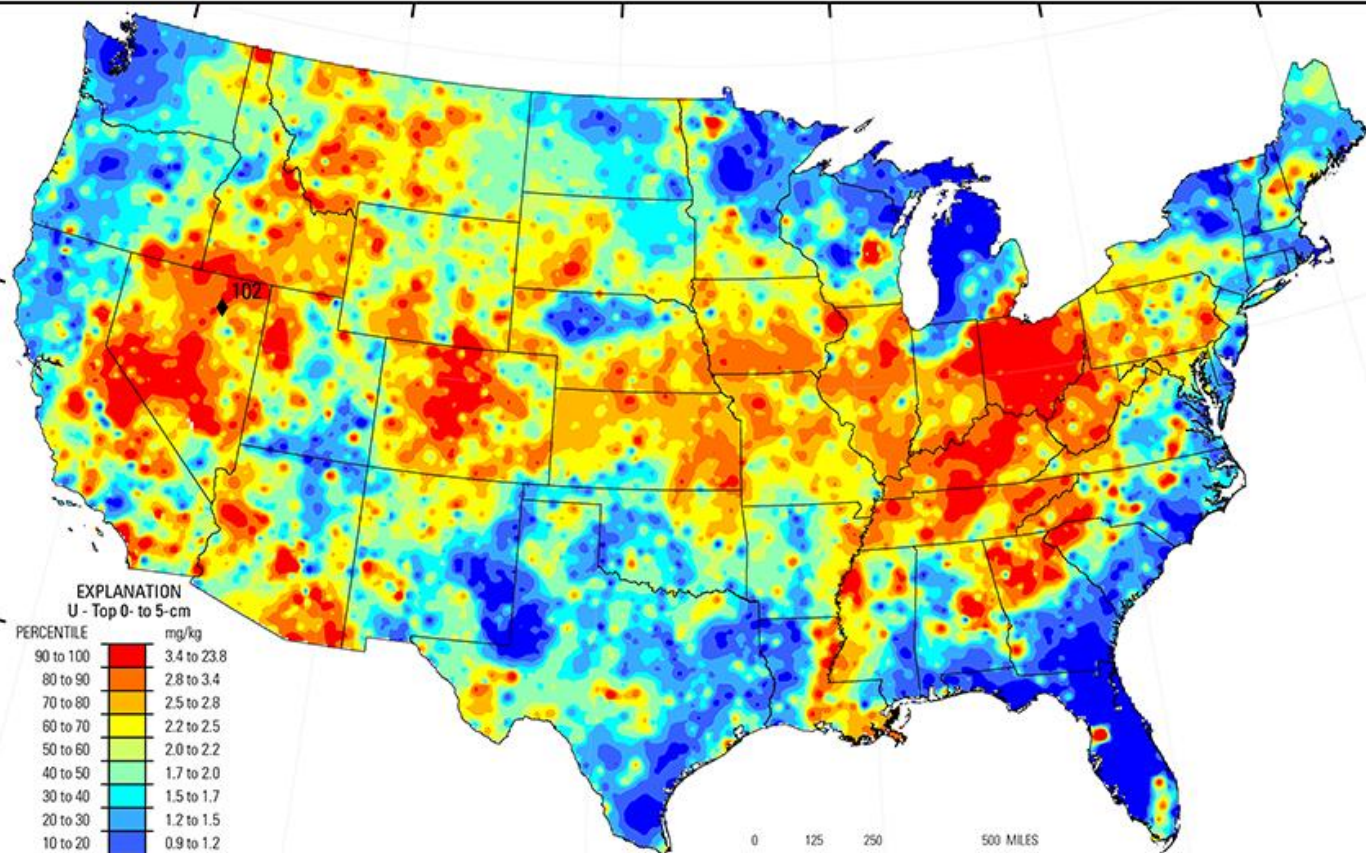 102
EXPLANATION
U - Top 0- to 5-cm
PERCENTILE mg/kg
90 to 100 3.4 to 23.8
80 to 90 2.8 to 3.4
70 to 80 2.5 to 2.8
60 to 70 2.2 to 2.5
50 to 60 2.0 to 2.2
40 to 50 1.7 to 2.0
30 to 40 1.5 to 1.7
20 to 30 1.2 to 1.5
10 to 20 0.9 to 1.2
0 125 250 500 MILES